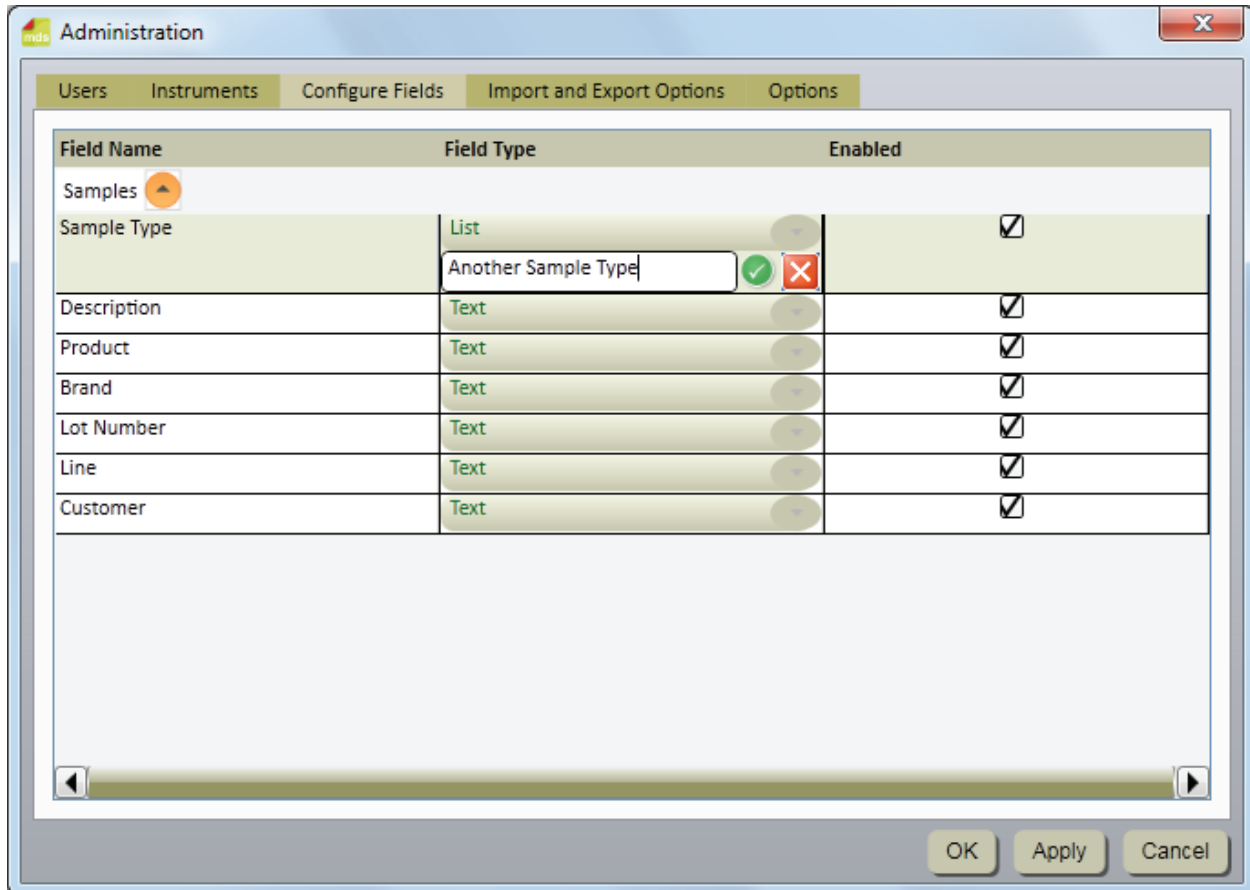 mds Administration X
Users Instruments Configure Fields Import and Export Options Options
Field Name Field Type Enabled
Samples
Sample Type List
Another Sample Type
Description Text
Product Text
Brand Text
Lot Number Text
Line Text
Customer Text
OK Apply Cancel